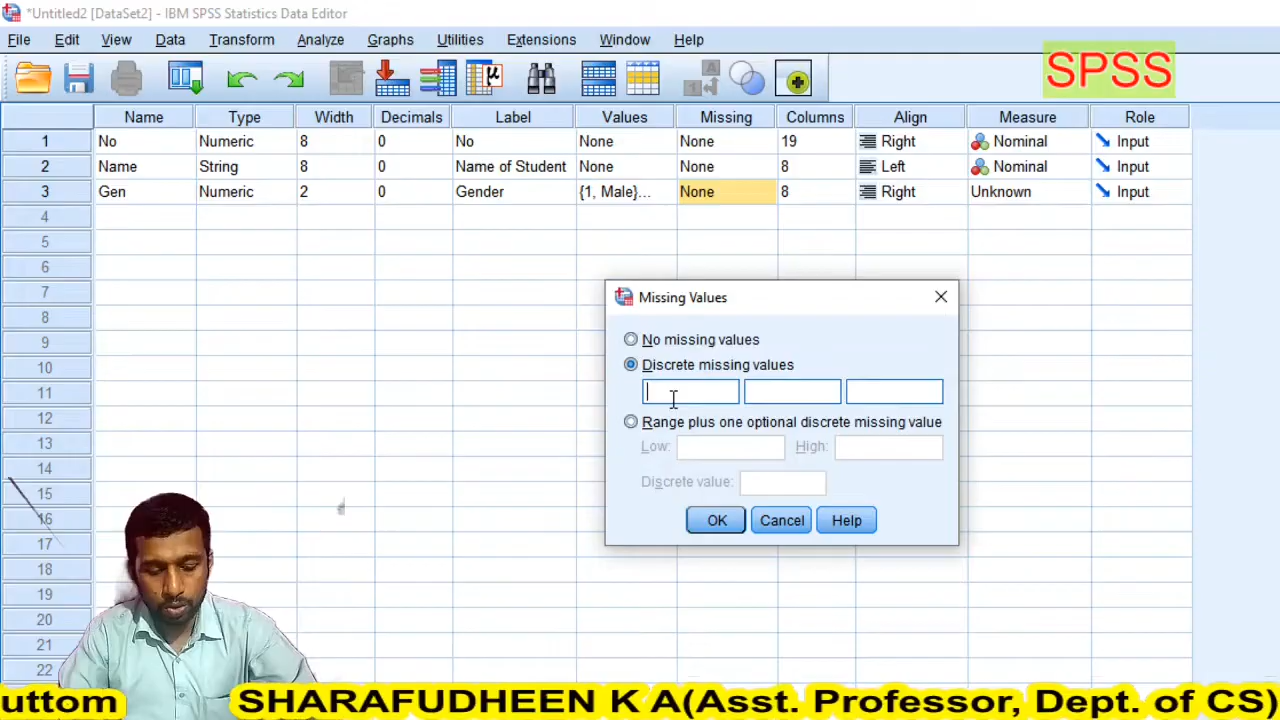 *Untitled2 [DataSet2] - IBM SPSS Statistics Data Editor
File Edit View Data Transform Analyze Graphs Utilities Extensions Window Help
SPSS
Name Type Width Decimals Label Values Missing Columns Align Measure Role
1 No Numeric 8 0 No None None 19 Right Nominal Input
2 Name String 8 0 Name of Student None None 8 Left Nominal Input
3 Gen Numeric 2 0 Gender {1, Male}... None 8 Right Unknown Input
4
5
6
7
8
9
10
11
12
13
14
15
16
17
18
19
20
21
22
Missing Values
No missing values
Discrete missing values
Range plus one optional discrete missing value
Low: High:
Discrete value:
OK Cancel Help
uttom SHARAFUDHEEN K A(Asst. Professor, Dept. of CS)